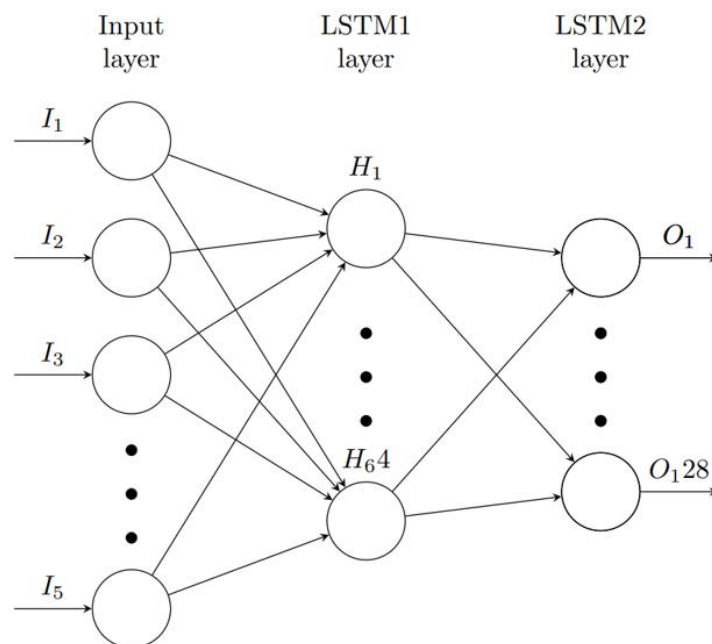 Input
layer
LSTM1
layer
LSTM2
layer
I₁
I₂
I₃
I₅
H₁
H₆4
O₁
O₁28